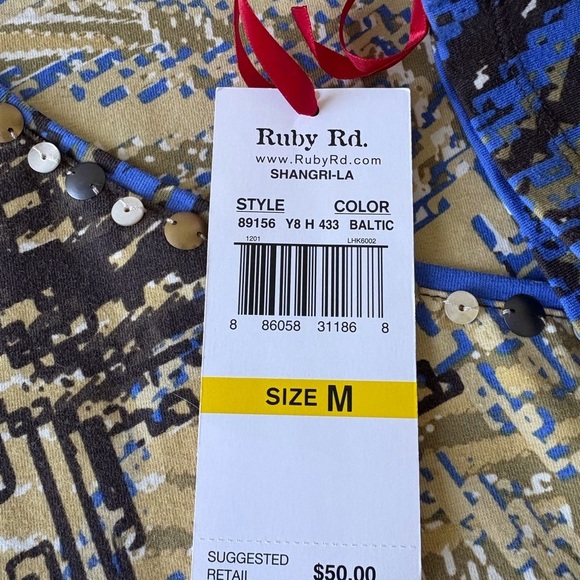 Ruby Rd.
www.RubyRd.com
SHANGRI-LA
STYLE COLOR
89156 Y8 H 433 BALTIC
1201 LHK6002
8 86058 31186 8
SIZE M
SUGGESTED
RETAIL $50.00